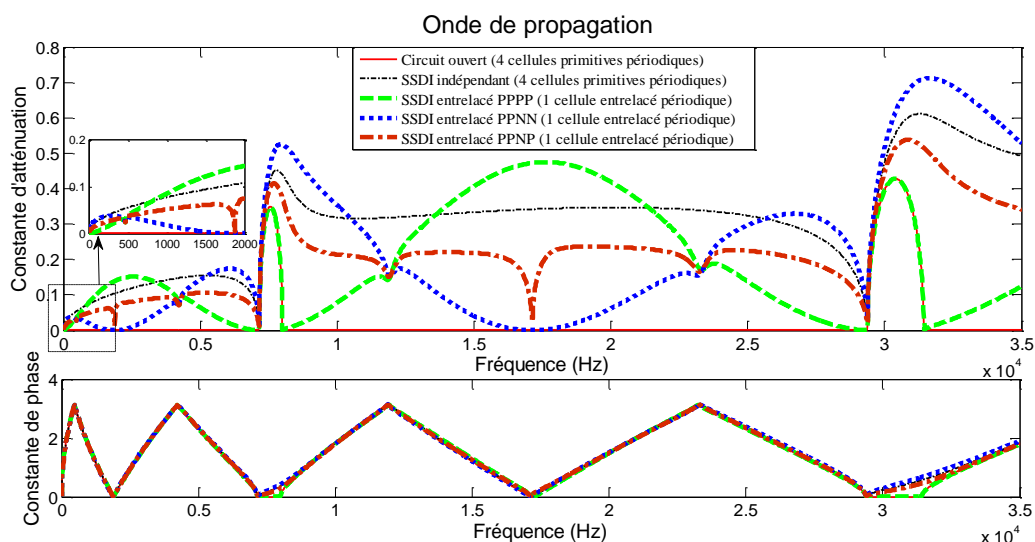 Onde de propagation
Constante d'atténuation
0.8
0.7
0.6
0.5
0.4
0.3
0.2
0.1
0
Circuit ouvert (4 cellules primitives périodiques)
SSDI indépendant (4 cellules primitives périodiques)
SSDI entrelacé PPPP (1 cellule entrelacé périodique)
SSDI entrelacé PPNN (1 cellule entrelacé périodique)
SSDI entrelacé PPNP (1 cellule entrelacé périodique)
0.2
0.1
0
500 1000 1500 2000
0 0.5 1 1.5 2 2.5 3 3.5
Fréquence (Hz)
x 10^4
Constante de phase
4
2
0
0 0.5 1 1.5 2 2.5 3 3.5
Fréquence (Hz)
x 10^4